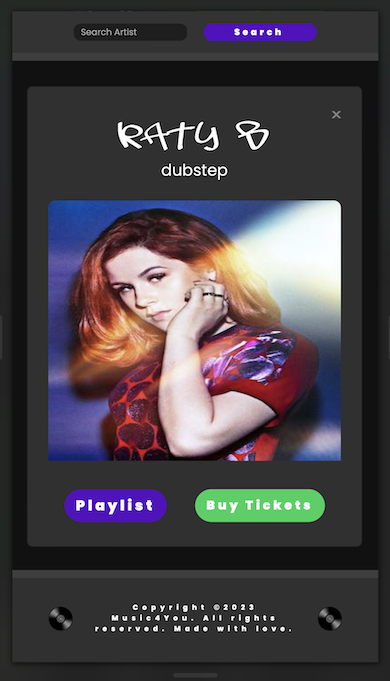 Search Artist
Search
×
KATY B
dubstep
Playlist
Buy Tickets
Copyright ©2023
Music4You. All rights
reserved. Made with love.